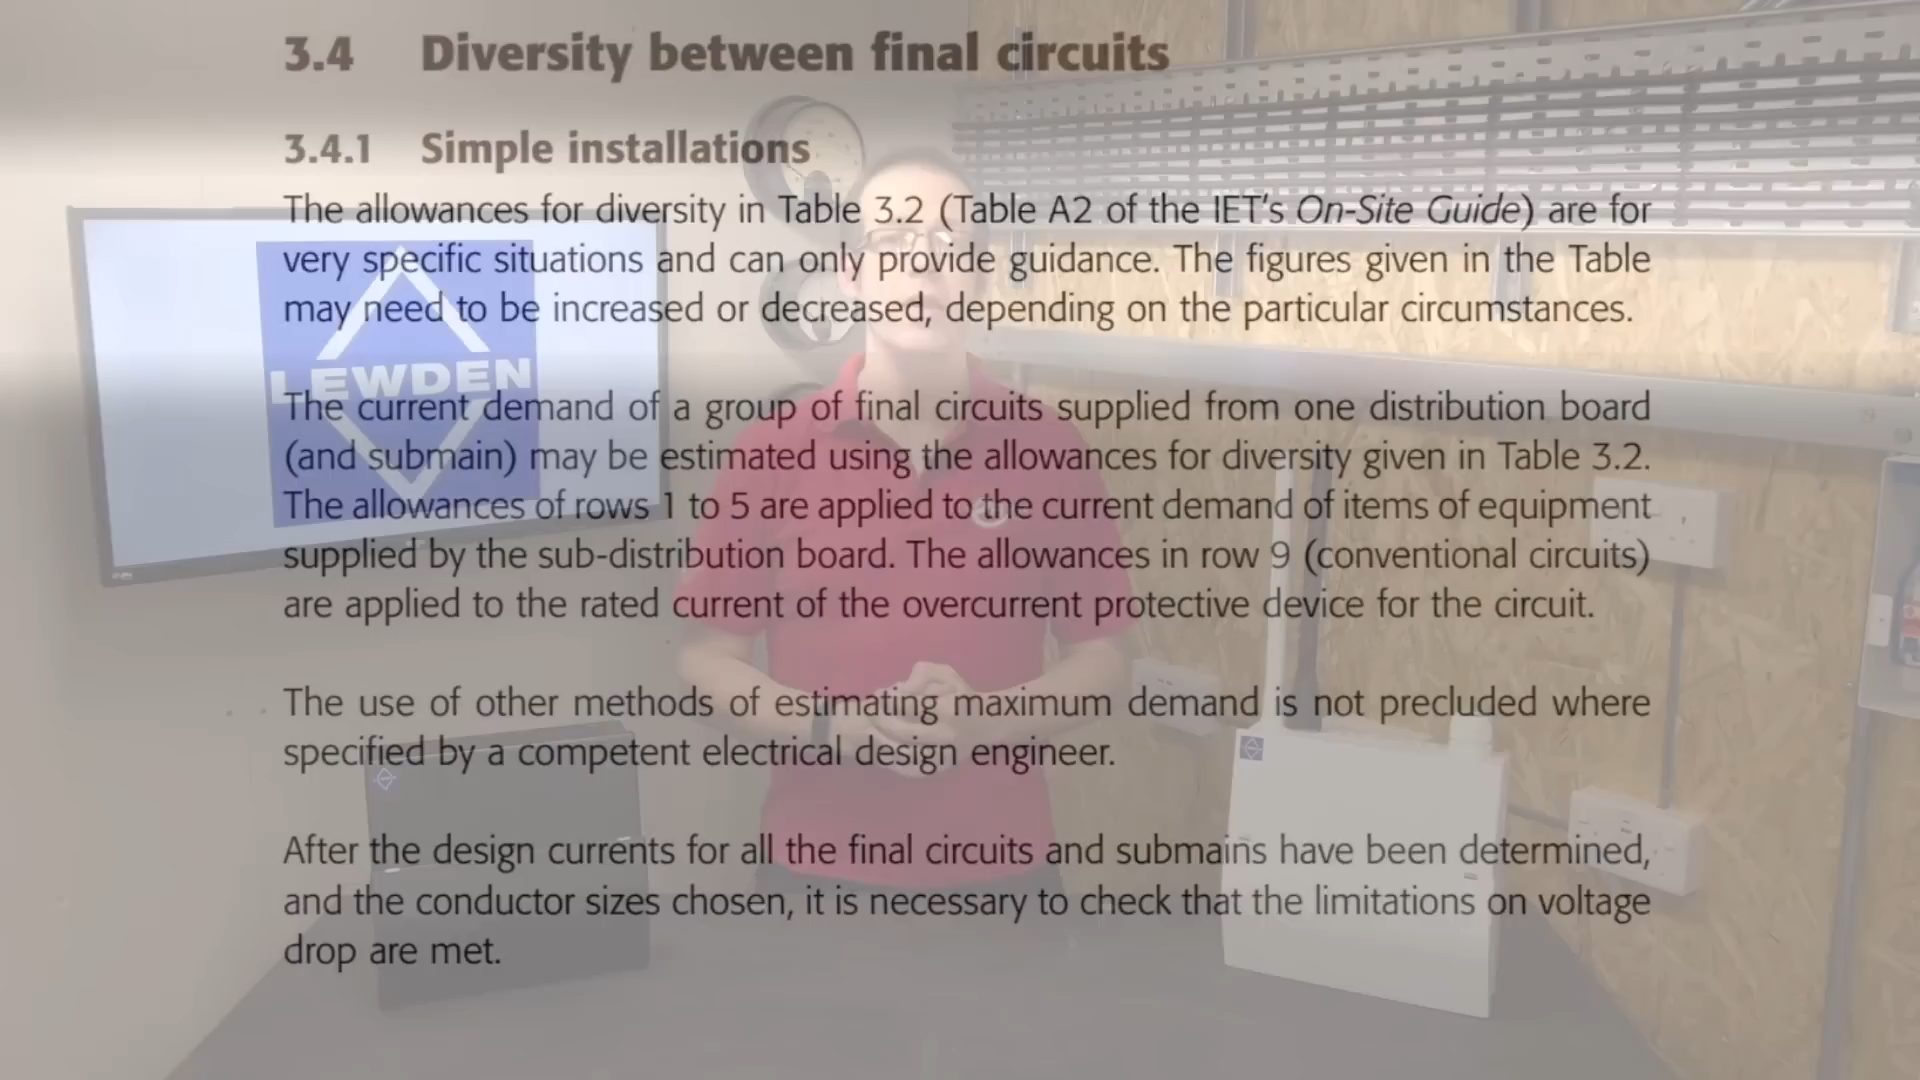 3.4 Diversity between final circuits
3.4.1 Simple installations
The allowances for diversity in Table 3.2 (Table A2 of the IET's On-Site Guide) are for
very specific situations and can only provide guidance. The figures given in the Table
may need to be increased or decreased, depending on the particular circumstances.
LEWDEN
The current demand of a group of final circuits supplied from one distribution board
(and submain) may be estimated using the allowances for diversity given in Table 3.2.
The allowances of rows 1 to 5 are applied to the current demand of items of equipment
supplied by the sub-distribution board. The allowances in row 9 (conventional circuits)
are applied to the rated current of the overcurrent protective device for the circuit.
The use of other methods of estimating maximum demand is not precluded where
specified by a competent electrical design engineer.
After the design currents for all the final circuits and submains have been determined,
and the conductor sizes chosen, it is necessary to check that the limitations on voltage
drop are met.